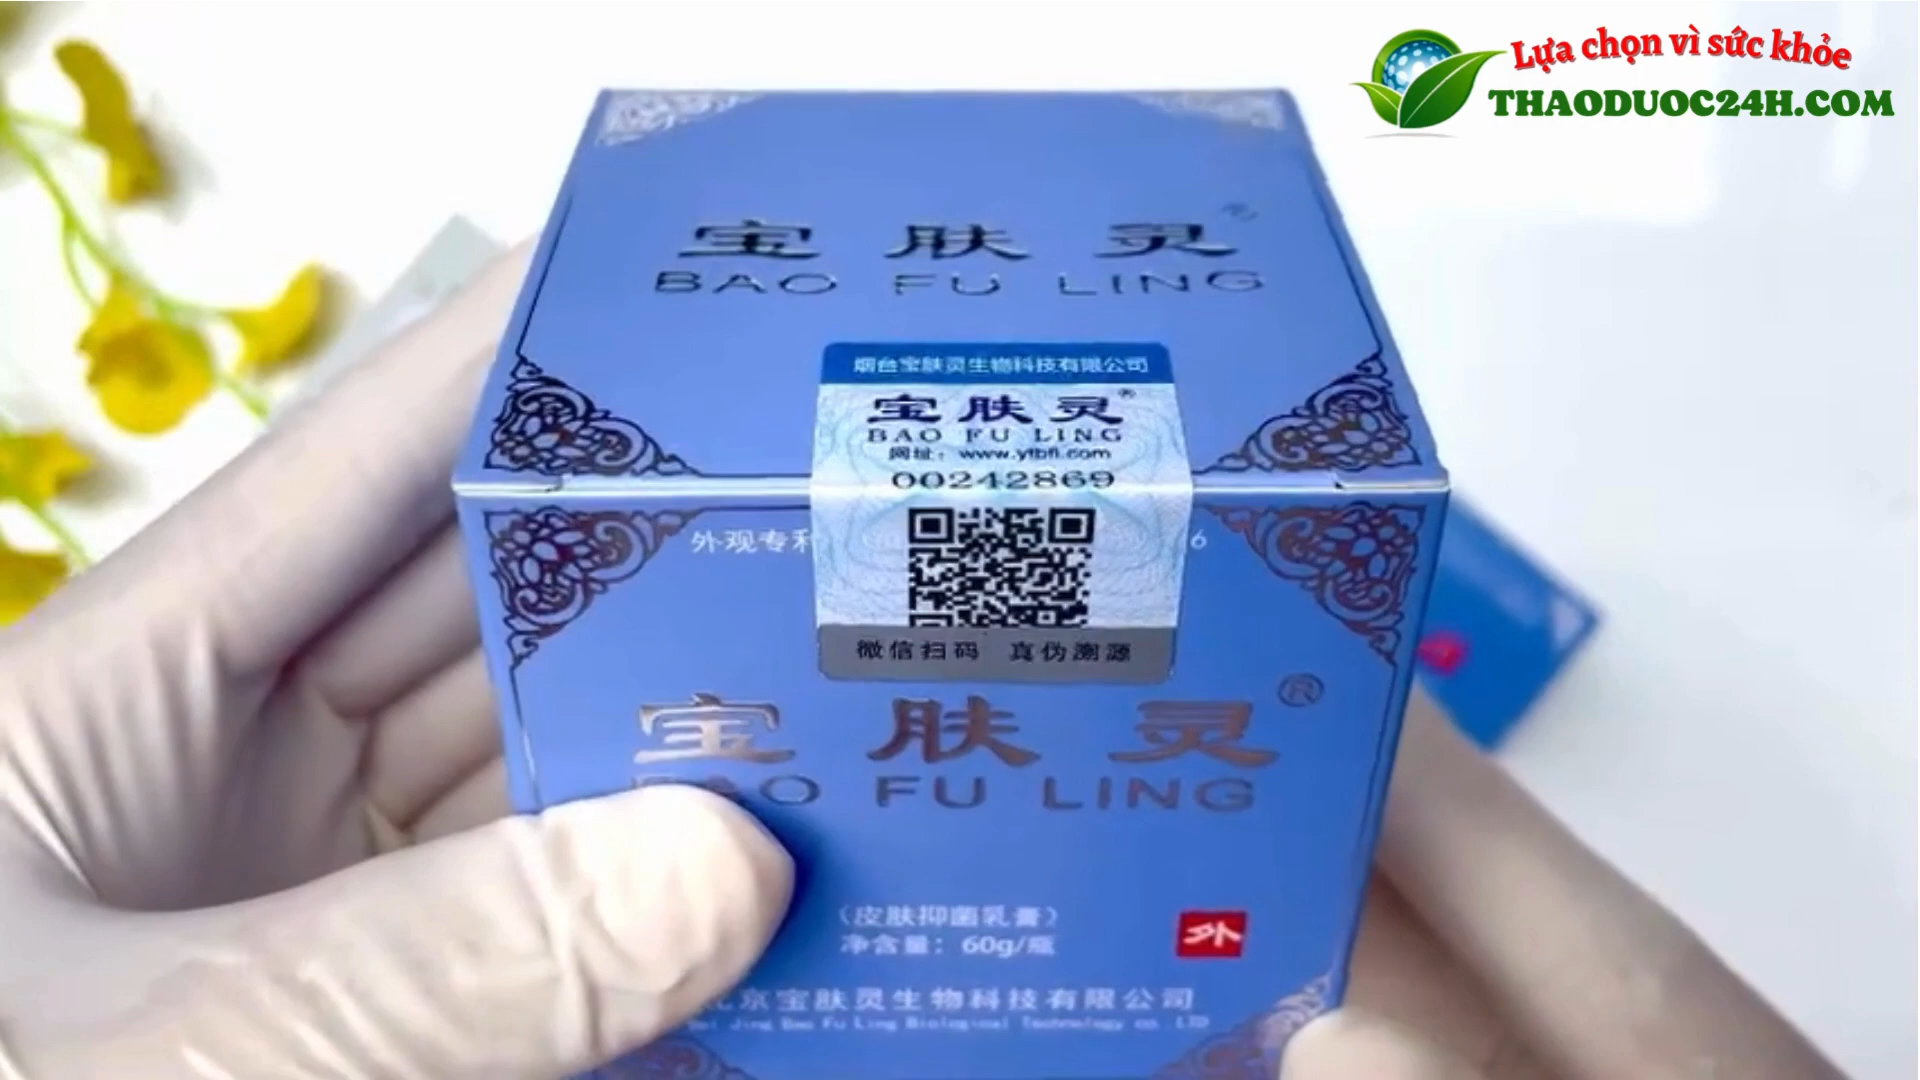 Lựa chọn vì sức khỏe
THAODUOC24H.COM
宝肤灵®
BAO FU LING
烟台宝肤灵生物科技有限公司
宝肤灵®
BAO FU LING
网址：www.ytbfl.com
00242869
外观专利
6
微信扫码 真伪溯源
宝肤灵®
BAO FU LING
（皮肤抑菌乳膏）
净含量：60g/瓶
外
北京宝肤灵生物科技有限公司
Bei Jing Bao Fu Ling Biological Technology co. LTD